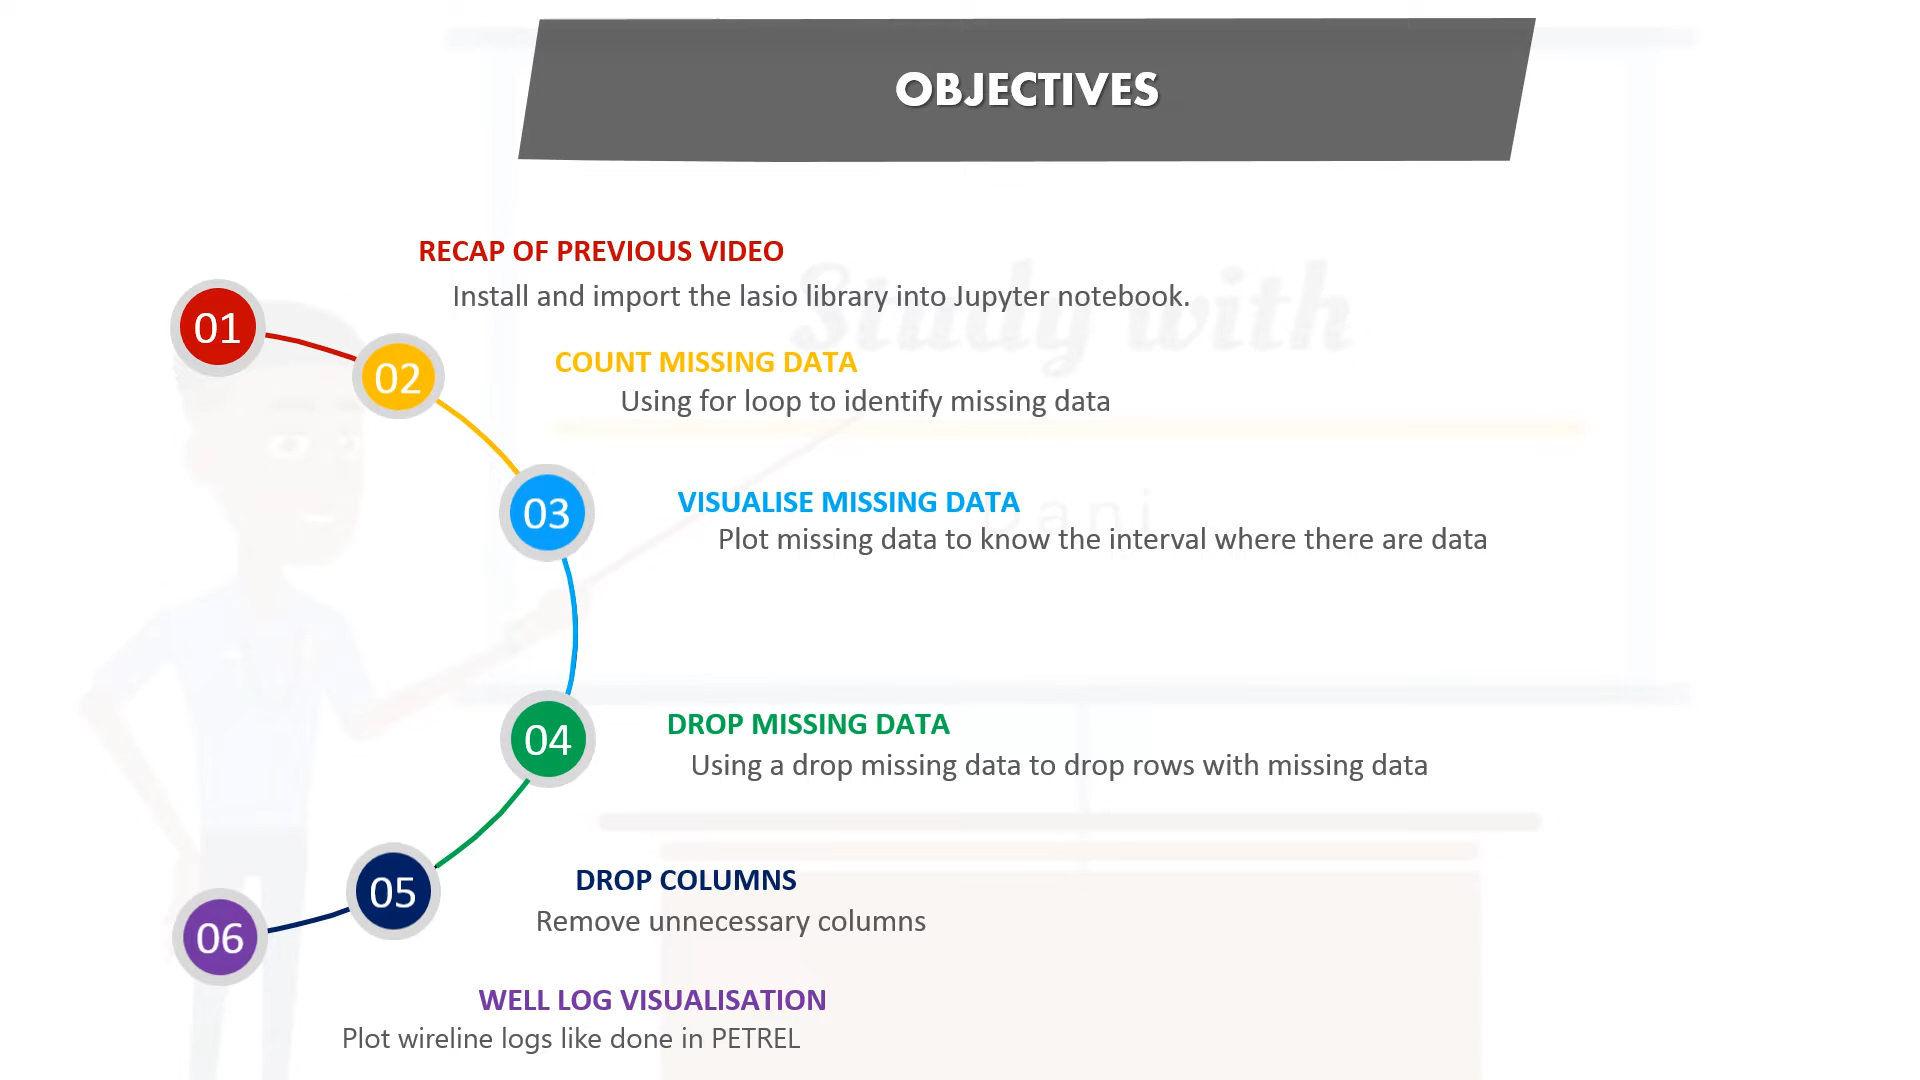 OBJECTIVES
RECAP OF PREVIOUS VIDEO
Install and import the lasio library into Jupyter notebook.
01
Study with
02
COUNT MISSING DATA
Using for loop to identify missing data
03
VISUALISE MISSING DATA
Dani
Plot missing data to know the interval where there are data
04
DROP MISSING DATA
Using a drop missing data to drop rows with missing data
05
DROP COLUMNS
Remove unnecessary columns
06
WELL LOG VISUALISATION
Plot wireline logs like done in PETREL